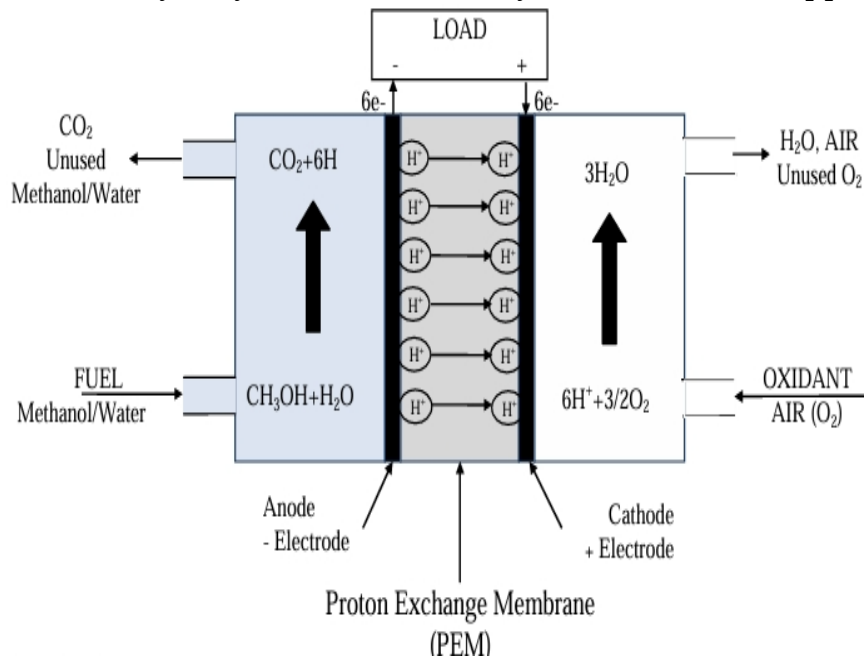 LOAD
- +
6e- 6e-
CO₂
Unused
Methanol/Water
CO₂+6H
H⁺ H⁺
3H₂O
H₂O, AIR
Unused O₂
H⁺ H⁺
H⁺ H⁺
H⁺ H⁺
H⁺ H⁺
FUEL
Methanol/Water
CH₃OH+H₂O
H⁺ H⁺
6H⁺+3/2O₂
OXIDANT
AIR (O₂)
Anode
- Electrode
Cathode
+ Electrode
Proton Exchange Membrane
(PEM)